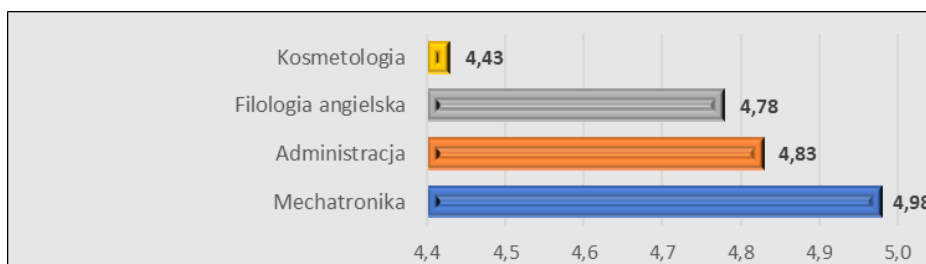 Kosmetologia 4,43
Filologia angielska 4,78
Administracja 4,83
Mechatronika 4,98
4,4 4,5 4,6 4,7 4,8 4,9 5,0